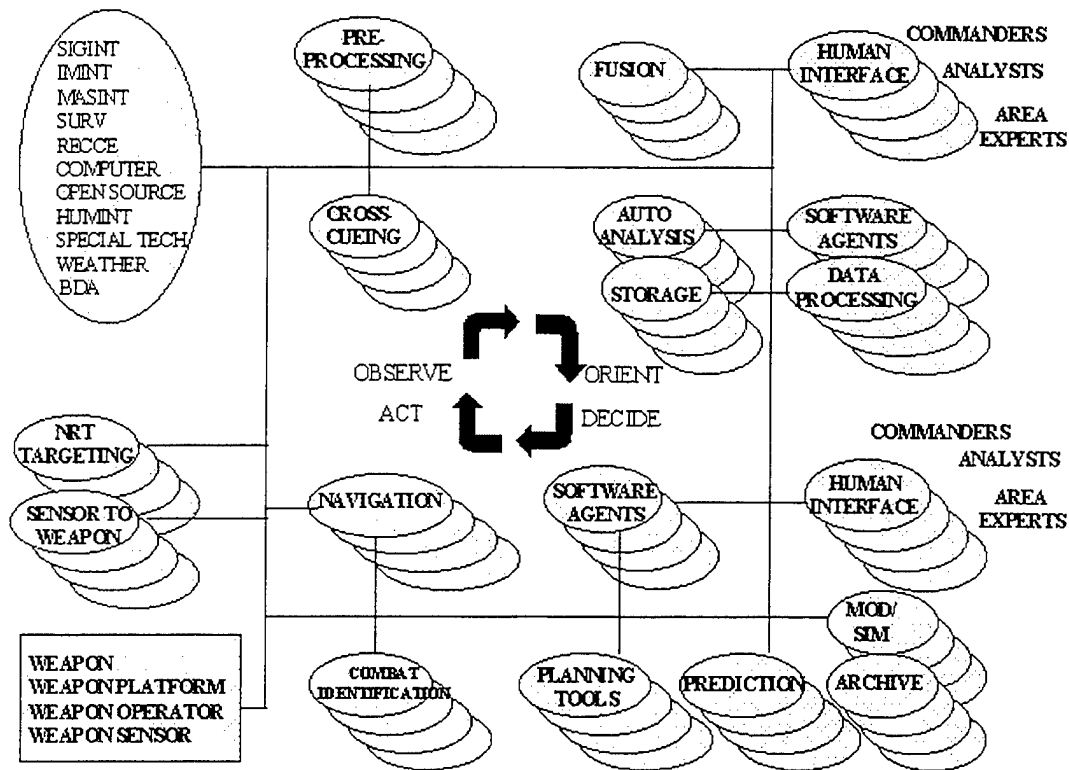 SIGINT
IMINT
MASINT
SURV
RECCE
COMPUTER
OPEN SOURCE
HUMINT
SPECIAL TECH
WEATHER
BDA
PRE-
PROCESSING
FUSION
HUMAN
INTERFACE
COMMANDERS
ANALYSTS
AREA
EXPERTS
CROSS-
CUEING
AUTO
ANALYSIS
SOFTWARE
AGENTS
STORAGE
DATA
PROCESSING
OBSERVE
ORIENT
ACT
DECIDE
NRT
TARGETING
SENSOR TO
WEAPON
NAVIGATION
SOFTWARE
AGENTS
HUMAN
INTERFACE
COMMANDERS
ANALYSTS
AREA
EXPERTS
WEAPON
WEAPON PLATFORM
WEAPON OPERATOR
WEAPON SENSOR
COMBAT
IDENTIFICATION
PLANNING
TOOLS
PREDICTION
MOD/
SIM
ARCHIVE